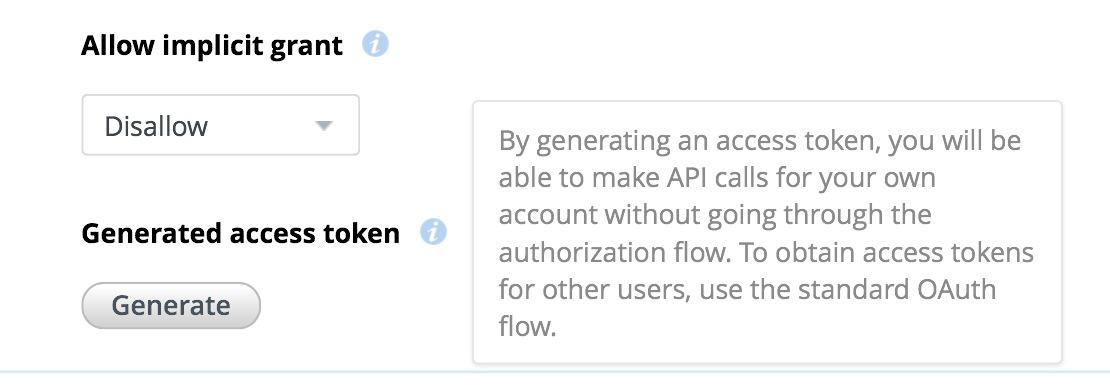 Allow implicit grant
Disallow
Generated access token
Generate
By generating an access token, you will be
able to make API calls for your own
account without going through the
authorization flow. To obtain access tokens
for other users, use the standard OAuth
flow.